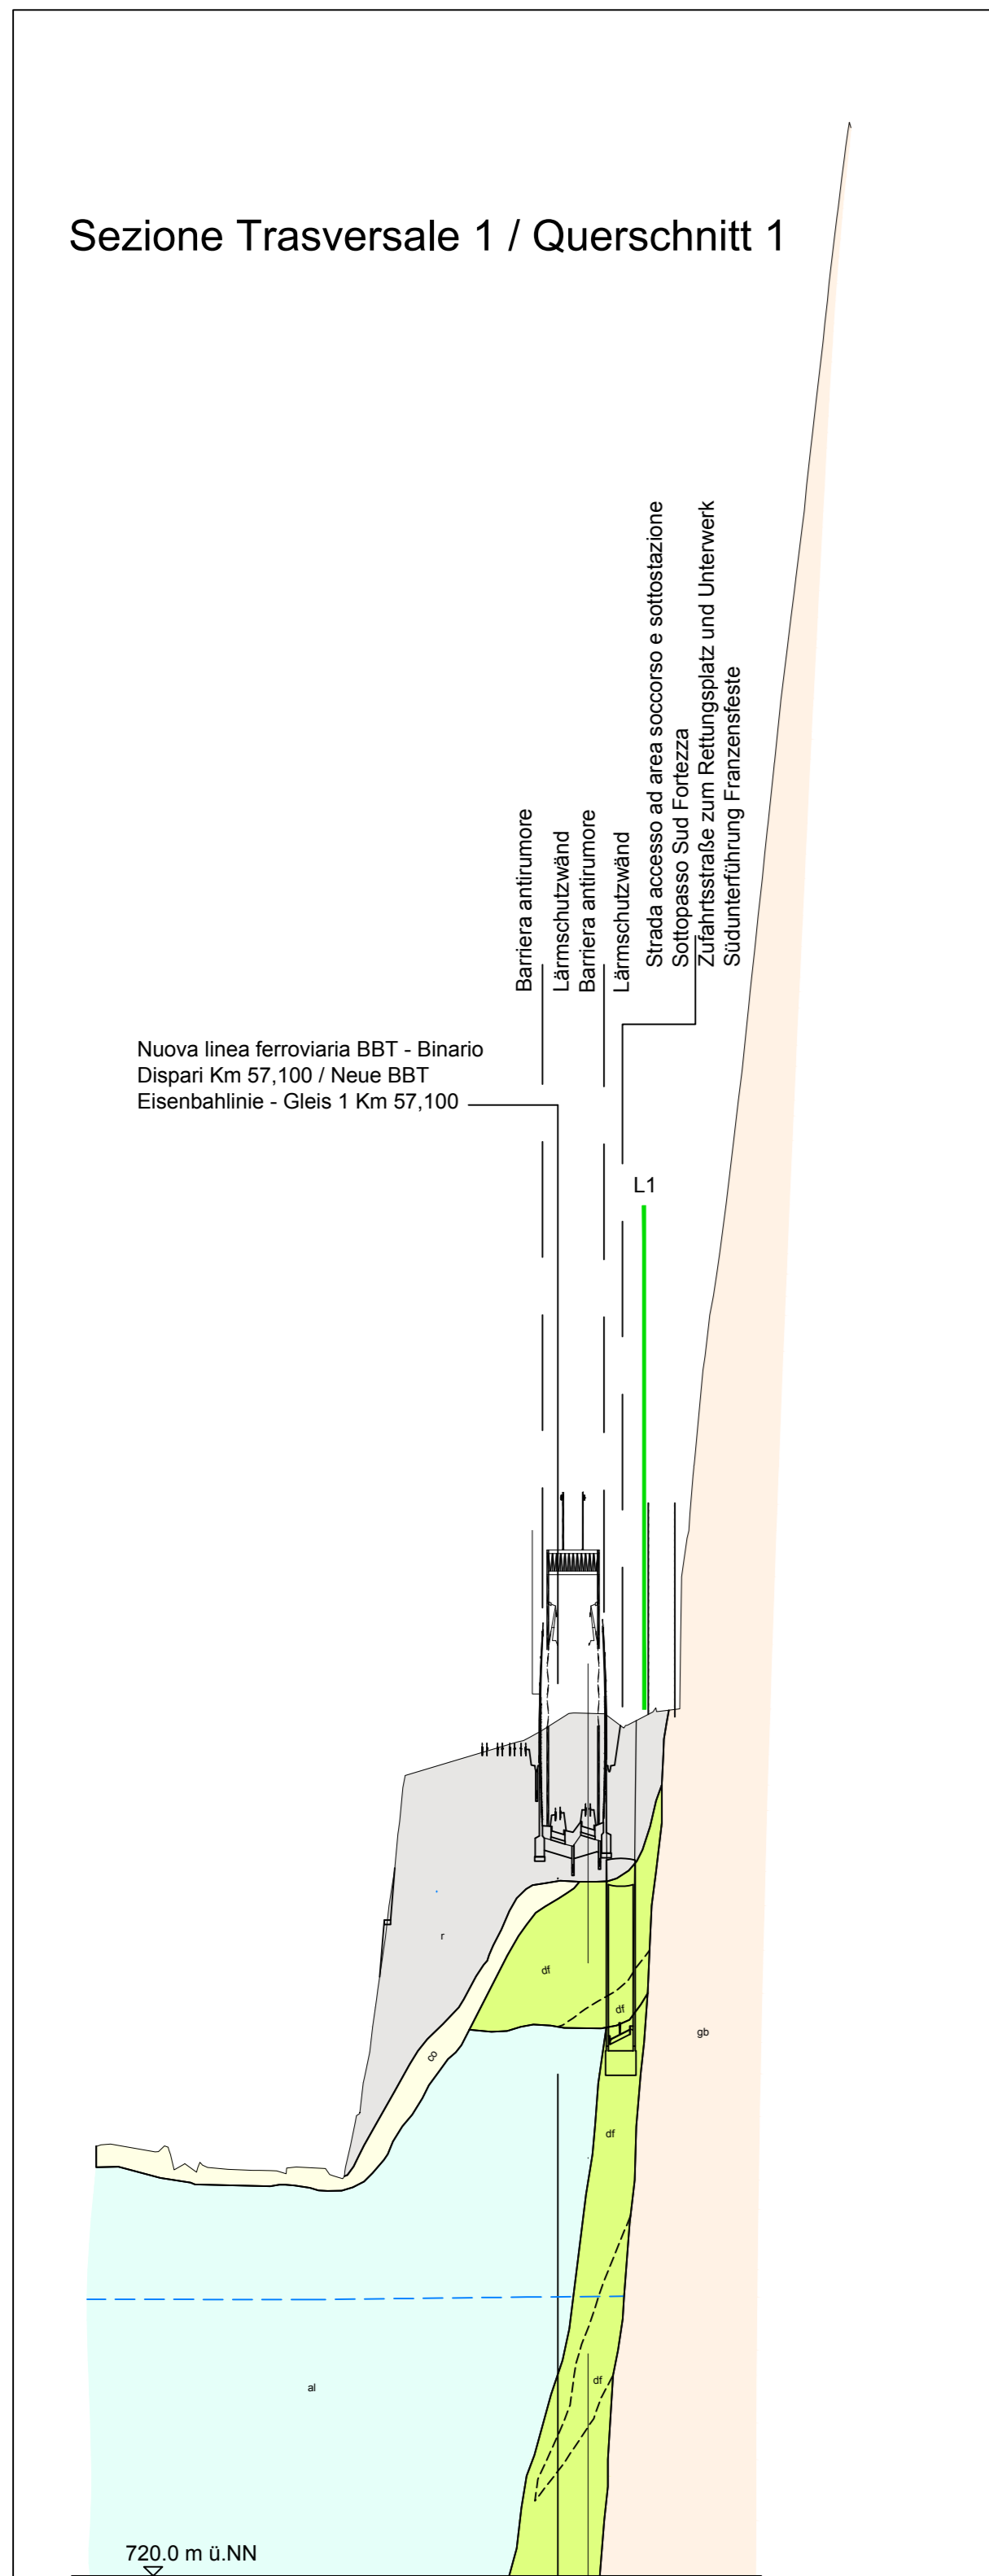 Sezione Trasversale 1 / Querschnitt 1
Strada accesso ad area soccorso e sottostazione
Sottopasso Sud Fortezza
Zufahrtsstraße zum Rettungsplatz und Unterwerk
Südunterführung Franzensfeste
Barriera antirumore
Lärmschutzwänd
Barriera antirumore
Lärmschutzwänd
Nuova linea ferroviaria BBT - Binario
Dispari Km 57,100 / Neue BBT
Eisenbahlinie - Gleis 1 Km 57,100
L1
r
df
df
gb
co
df
df
al
720.0 m ü.NN